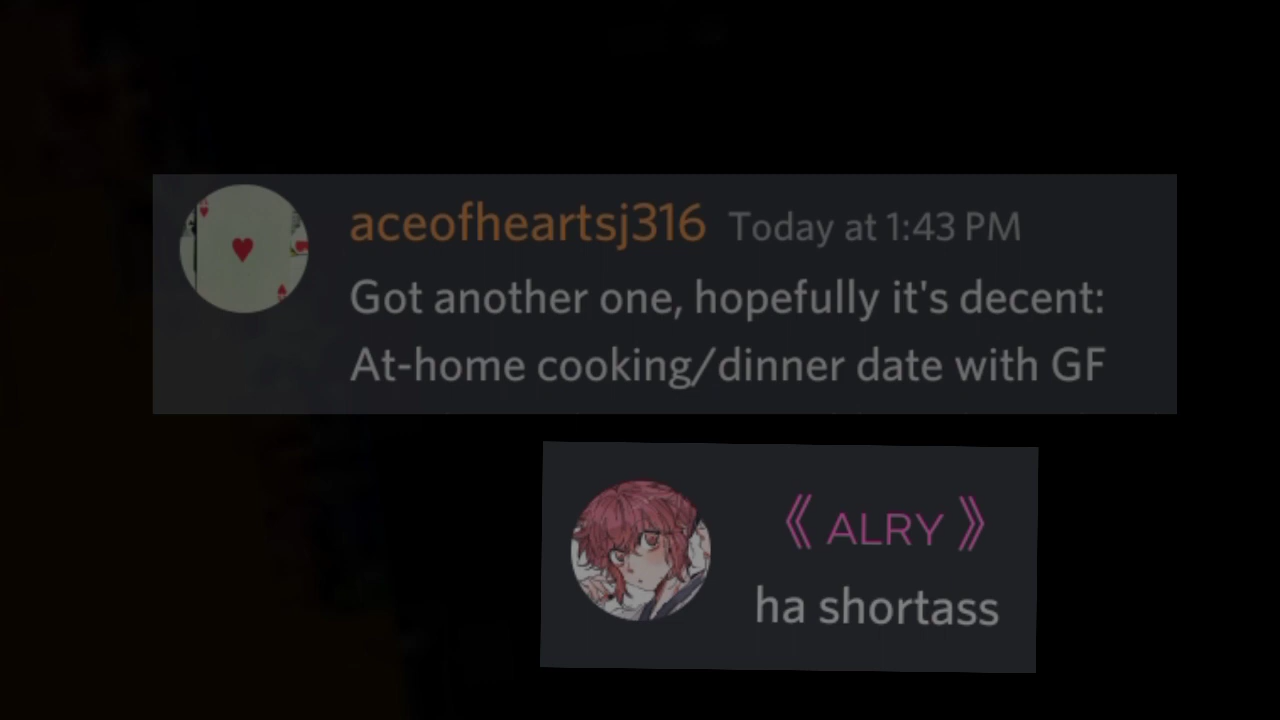 aceofheartsj316 Today at 1:43 PM
Got another one, hopefully it's decent:
At-home cooking/dinner date with GF
《 ALRY 》
ha shortass